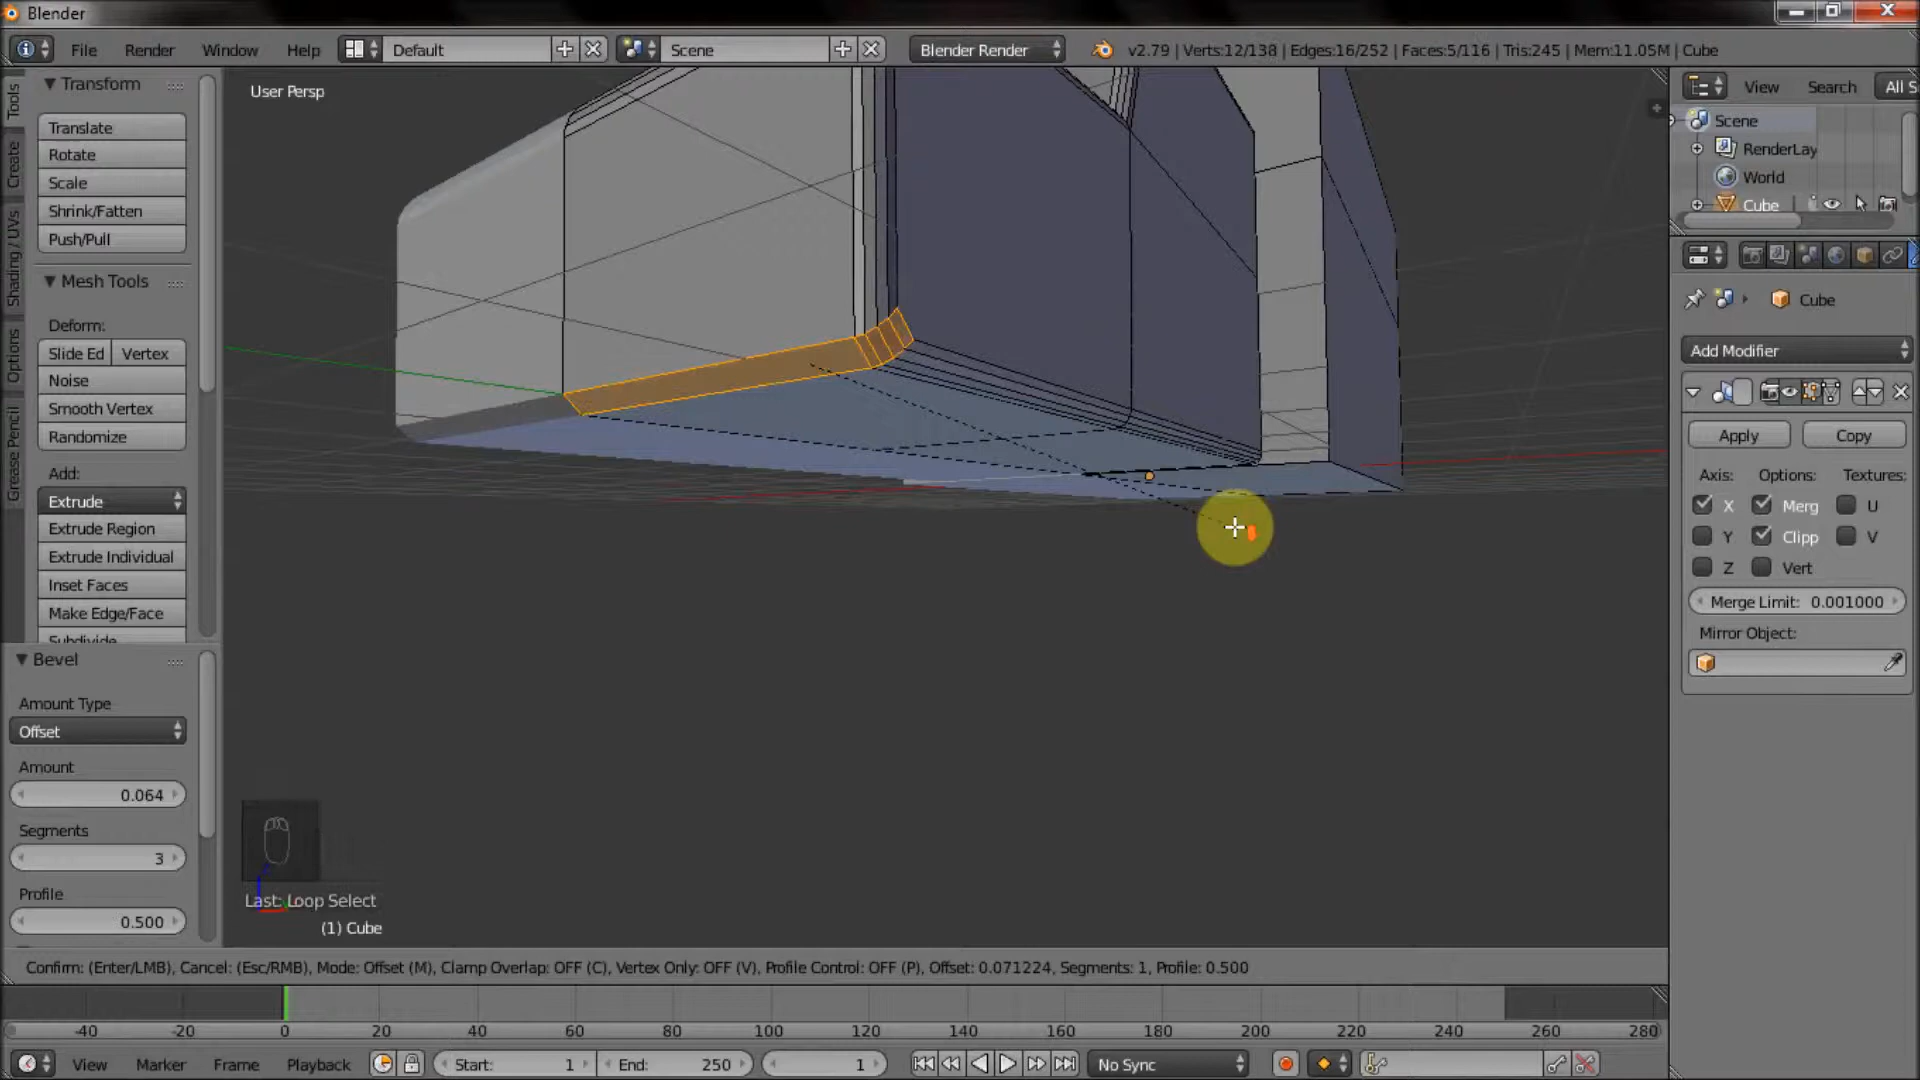 Blender
File Render Window Help Default Scene Blender Render v2.79 | Verts:12/138 | Edges:16/252 | Faces:5/116 | Tris:245 | Mem:11.05M | Cube
Tools
Create
Shading / UVs
Options
Grease Pencil
Transform
Translate
Rotate
Scale
Shrink/Fatten
Push/Pull
Mesh Tools
Deform:
Slide Ed Vertex
Noise
Smooth Vertex
Randomize
Add:
Extrude
Extrude Region
Extrude Individual
Inset Faces
Make Edge/Face
Subdivide
Bevel
Amount Type
Offset
Amount
0.064
Segments
3
Profile
0.500
User Persp
Last: Loop Select
(1) Cube
Confirm: (Enter/LMB), Cancel: (Esc/RMB), Mode: Offset (M), Clamp Overlap: OFF (C), Vertex Only: OFF (V), Profile Control: OFF (P), Offset: 0.071224, Segments: 1, Profile: 0.500
View Search All S
Scene
RenderLay
World
Cube
Cube
Add Modifier
Apply Copy
Axis: Options: Textures:
X Merg U
Y Clipp V
Z Vert
Merge Limit: 0.001000
Mirror Object:
-40 -20 0 20 40 60 80 100 120 140 160 180 200 220 240 260 280
View Marker Frame Playback Start: 1 End: 250 1 No Sync